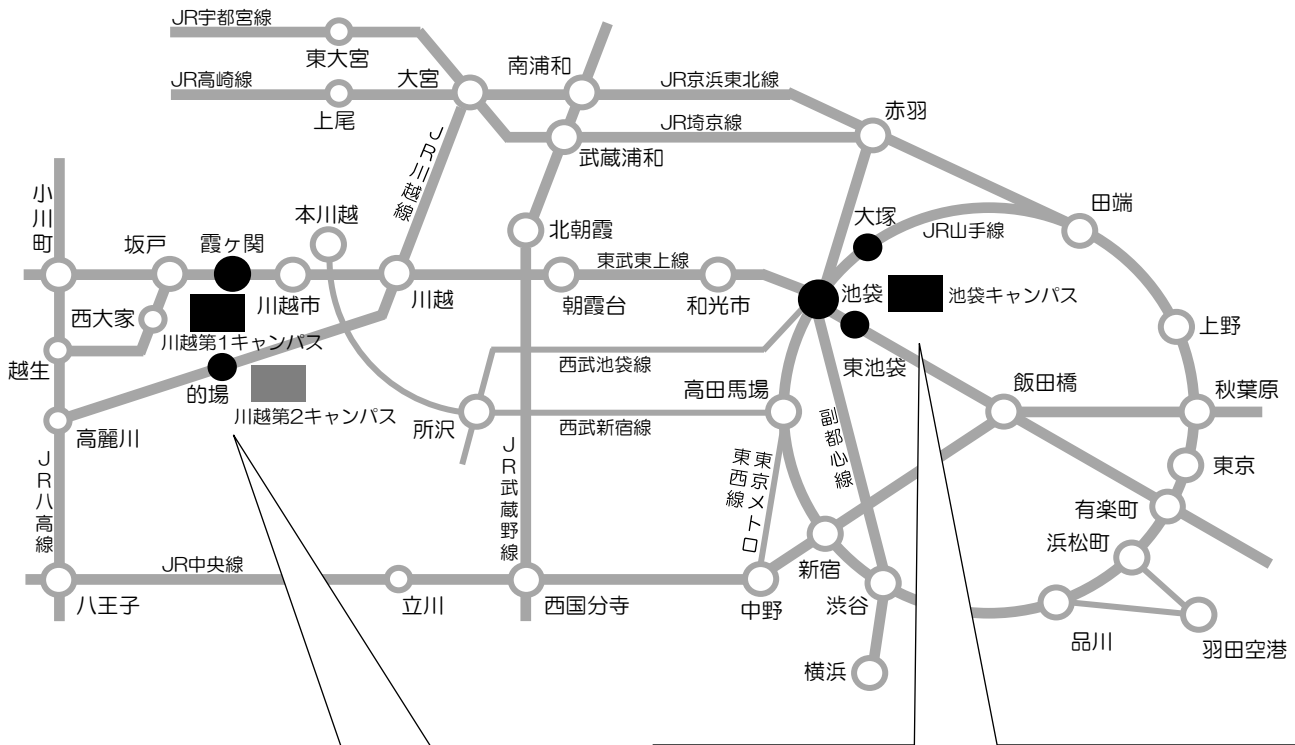 JR宇都宮線
東大宮
JR高崎線
上尾
大宮
南浦和
JR京浜東北線
赤羽
JR埼京線
武蔵浦和
JR川越線
小川町
坂戸
霞ヶ関
本川越
北朝霞
大塚
JR山手線
田端
東武東上線
川越市
川越
朝霞台
和光市
池袋
池袋キャンパス
西大家
川越第1キャンパス
上野
越生
西武池袋線
東池袋
的場
高田馬場
飯田橋
秋葉原
川越第2キャンパス
高麗川
所沢
西武新宿線
副都心線
東京
JR八高線
JR武蔵野線
東京メトロ
東西線
有楽町
浜松町
JR中央線
新宿
八王子
立川
西国分寺
中野
渋谷
品川
羽田空港
横浜